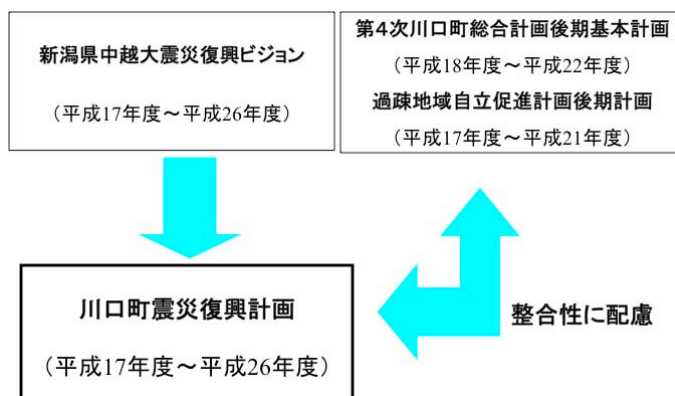 新潟県中越大震災復興ビジョン
（平成17年度～平成26年度）
第４次川口町総合計画後期基本計画
（平成18年度～平成22年度）
過疎地域自立促進計画後期計画
（平成17年度～平成21年度）
川口町震災復興計画
（平成17年度～平成26年度）
整合性に配慮